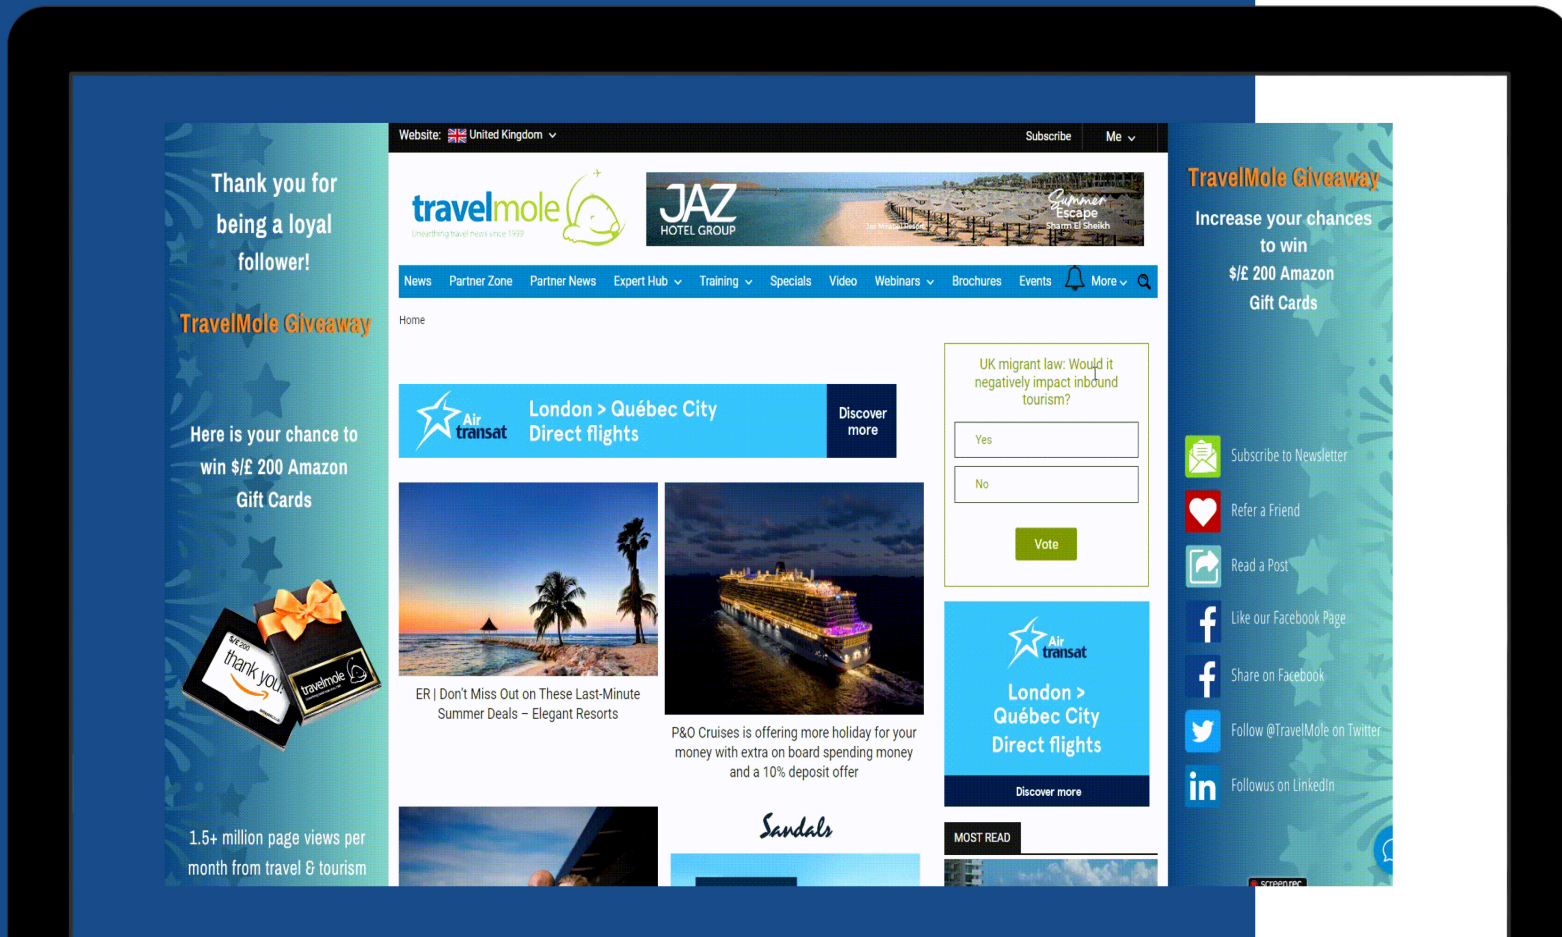 Website: United Kingdom
Subscribe
Me
Thank you for
being a loyal
follower!
TravelMole Giveaway
Here is your chance to
win $/£ 200 Amazon
Gift Cards
$/£ 200
thank you!
travelmole
1.5+ million page views per
month from travel & tourism
travelmole
Unearthing travel news since 1999
JAZ
HOTEL GROUP
Summer
Escape
Sharm El Sheikh
News
Partner Zone
Partner News
Expert Hub
Training
Specials
Video
Webinars
Brochures
Events
More
Home
Air
transat
London > Québec City
Direct flights
Discover
more
ER | Don't Miss Out on These Last-Minute
Summer Deals – Elegant Resorts
P&O Cruises is offering more holiday for your
money with extra on board spending money
and a 10% deposit offer
Sandals
UK migrant law: Would it
negatively impact inbound
tourism?
Yes
No
Vote
Air
transat
London >
Québec City
Direct flights
Discover more
MOST READ
TravelMole Giveaway
Increase your chances
to win
$/£ 200 Amazon
Gift Cards
Subscribe to Newsletter
Refer a Friend
Read a Post
Like our Facebook Page
Share on Facebook
Follow @TravelMole on Twitter
Followus on LinkedIn
screenrec